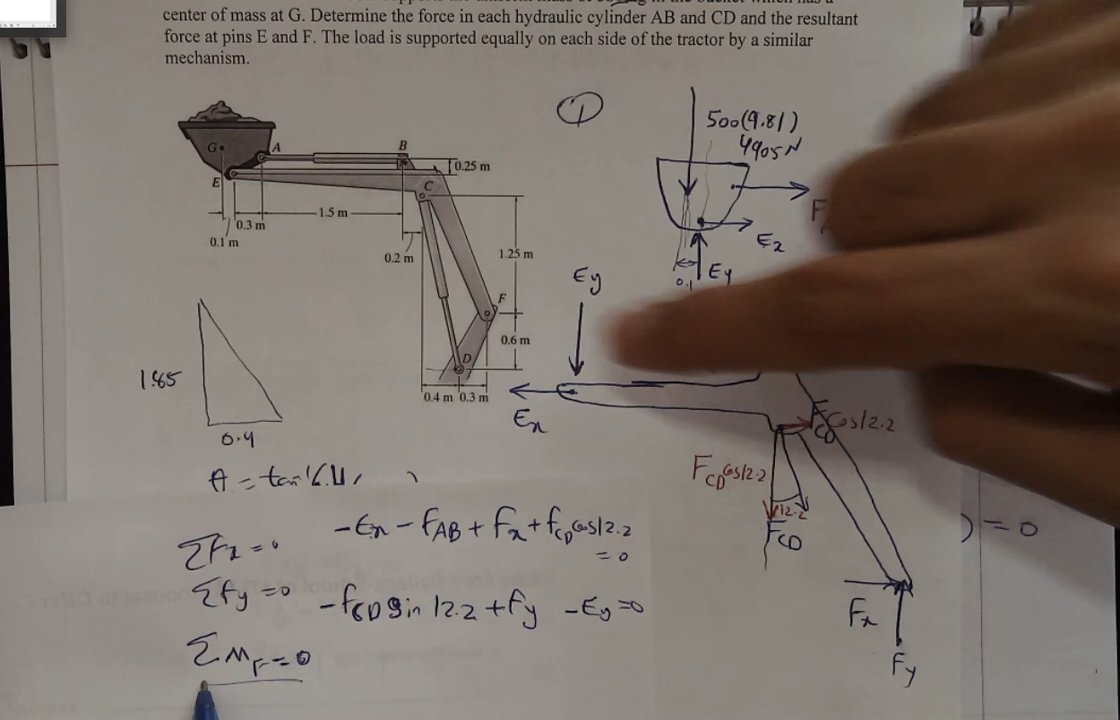 center of mass at G. Determine the force in each hydraulic cylinder AB and CD and the resultant
force at pins E and F. The load is supported equally on each side of the tractor by a similar
mechanism.
①
500(9.81)
4905N
G
A
B
E
C
0.25 m
F
0.3 m
1.5 m
0.1 m
0.2 m
1.25 m
Ex
Ey
0.1
F
0.6 m
D
0.4 m 0.3 m
Ey
Ex
1.85
0.4
FCD cos12.2
FCD Cos12.2
12.2
FCD
Fx
Fy
ΣFx=0 -Ex - FAB + Fx + fCD cos12.2
= 0
Σfy=0 -fCD Sin 12.2 + fy - Ey = 0
ΣMF=0
) = 0